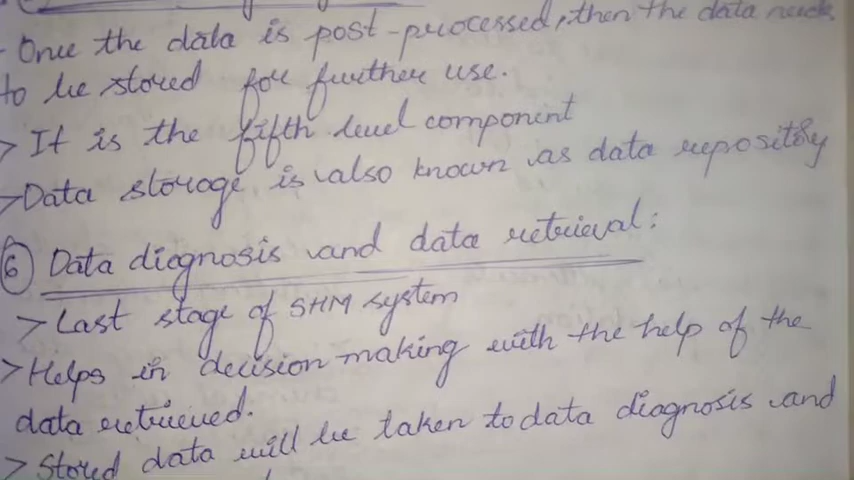 - Once the data is post-processed, then the data needs
to be stored for further use.
> It is the fifth level component
> Data storage is also known as data repository
6 Data diagnosis and data retrieval:
> Last stage of SHM system
> Helps in decision making with the help of the
data retrieved.
> Stored data will be taken to data diagnosis and